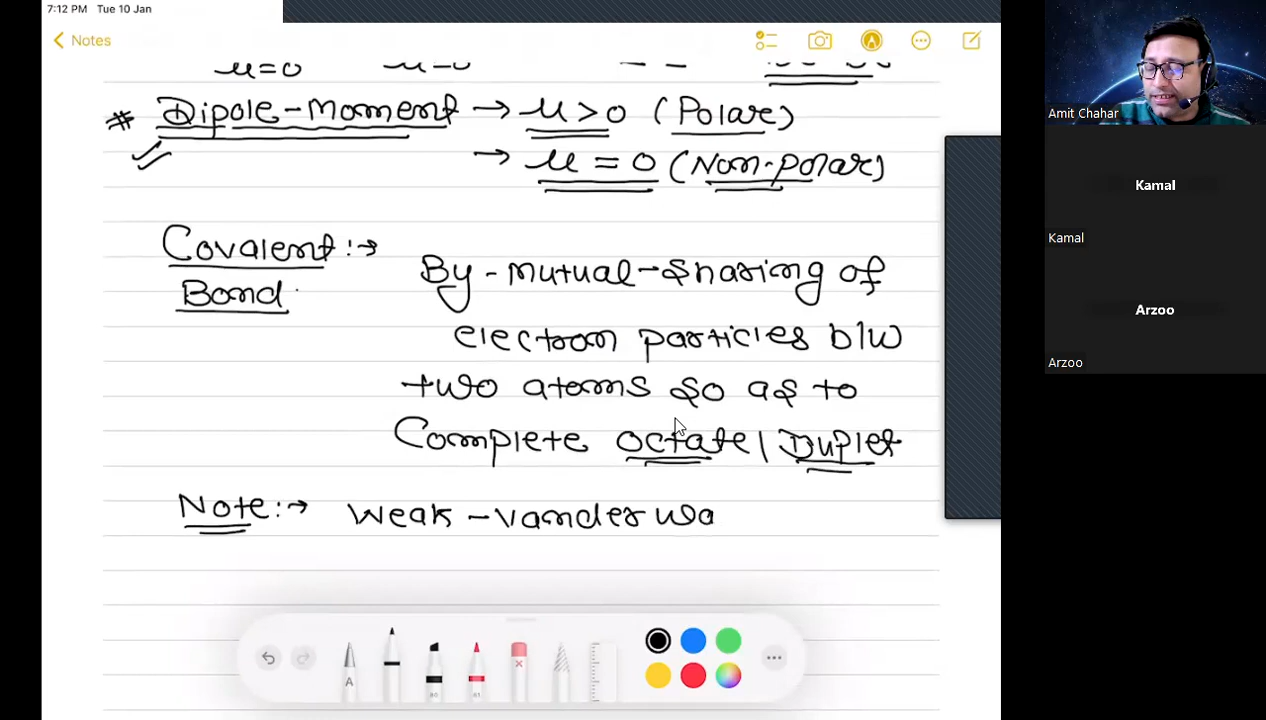 7:12 PM Tue 10 Jan
Notes
μ=0
* Dipole-Moment → μ>0 (Polar)
→ μ = 0 (Non-polar)
Covalent :→
Bond.
By-mutual-sharing of
electron particles b/w
two atoms so as to
Complete octate/Duplet
Note :→ Weak-vander wa
A
80
Amit Chahar
Kamal
Kamal
Arzoo
Arzoo